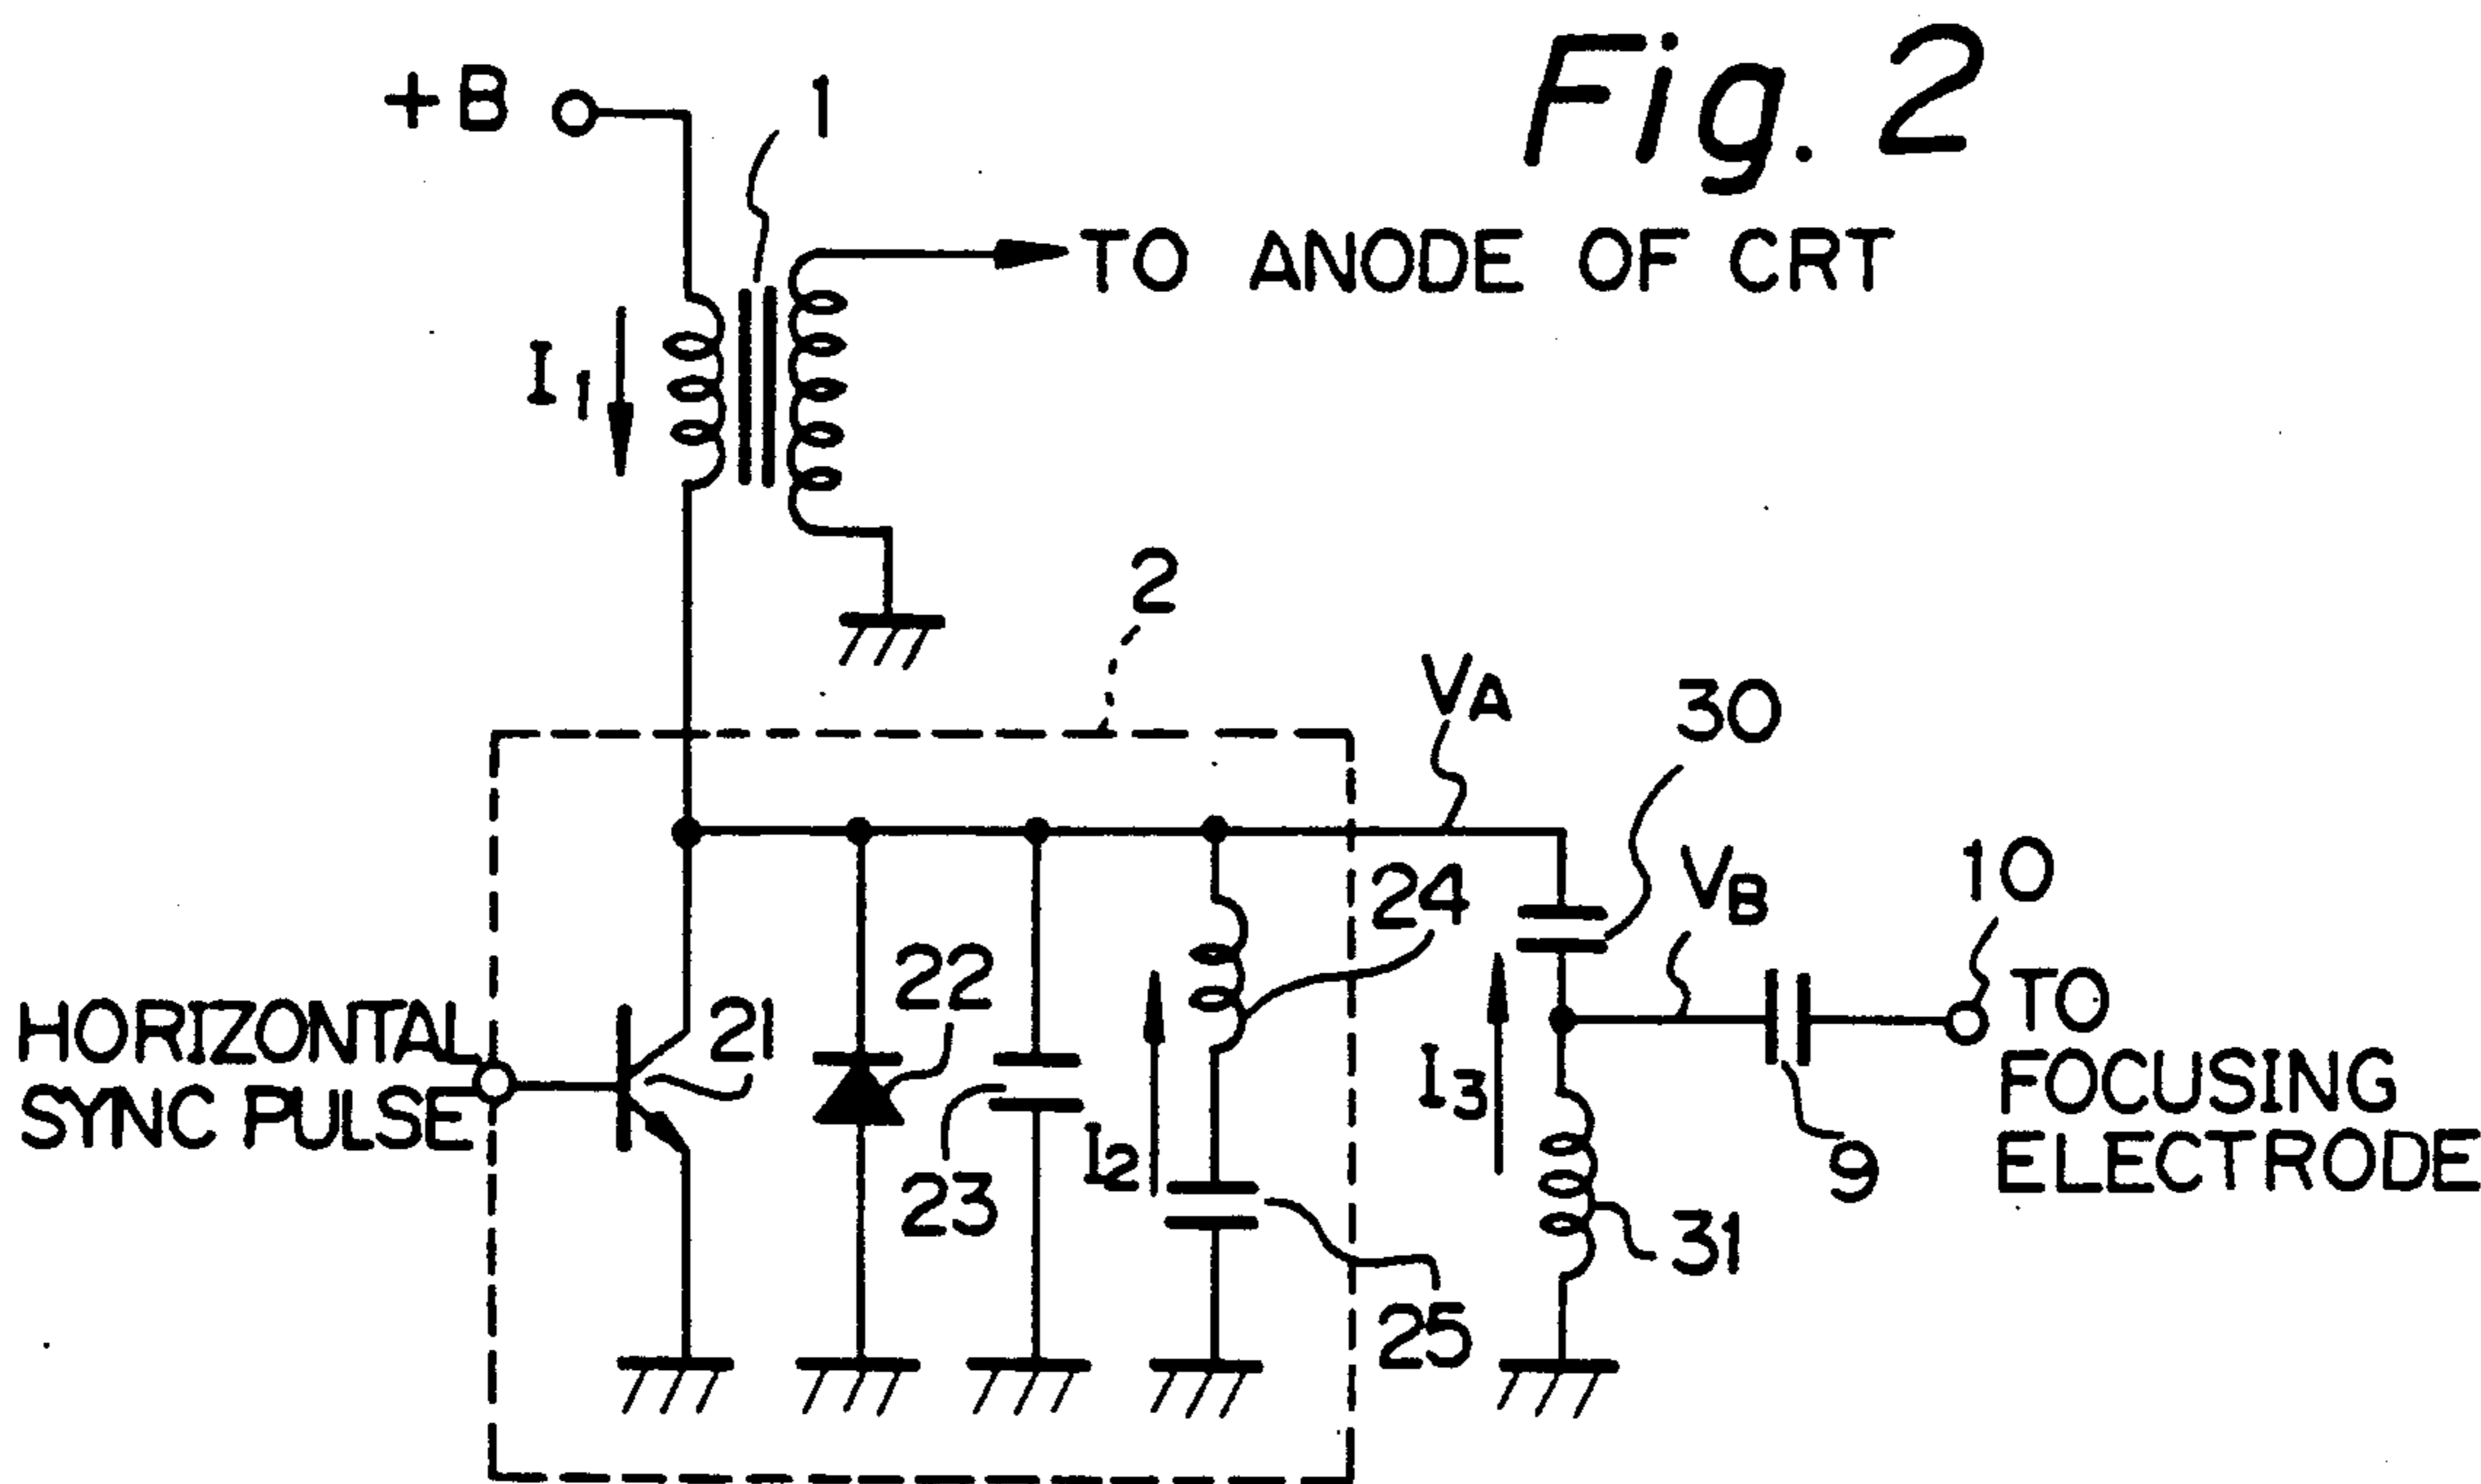 Fig. 2
+B
1
TO ANODE OF CRT
I1
2
VA
30
VB
10
24
22
21
HORIZONTAL
SYNC PULSE
TO
FOCUSING
ELECTRODE
I3
I2
23
9
31
25